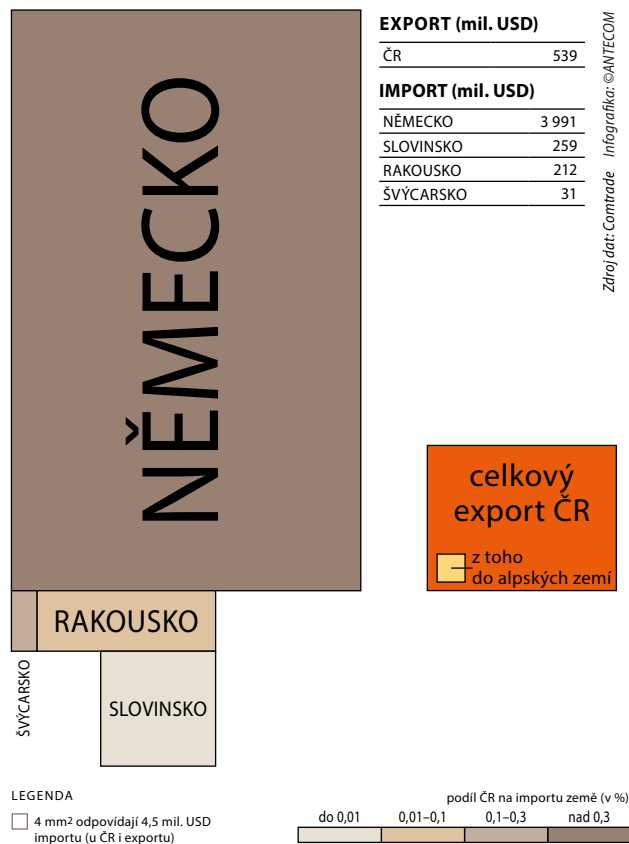 NĚMECKO
EXPORT (mil. USD)
ČR 539
IMPORT (mil. USD)
NĚMECKO 3 991
SLOVINSKO 259
RAKOUSKO 212
ŠVÝCARSKO 31
Zdroj dat: Comtrade Infografika: ©ANTECOM
celkový
export ČR
z toho
do alpských zemí
RAKOUSKO
ŠVÝCARSKO
SLOVINSKO
LEGENDA
4 mm² odpovídají 4,5 mil. USD
importu (u ČR i exportu)
podíl ČR na importu země (v %)
do 0,01 0,01–0,1 0,1–0,3 nad 0,3